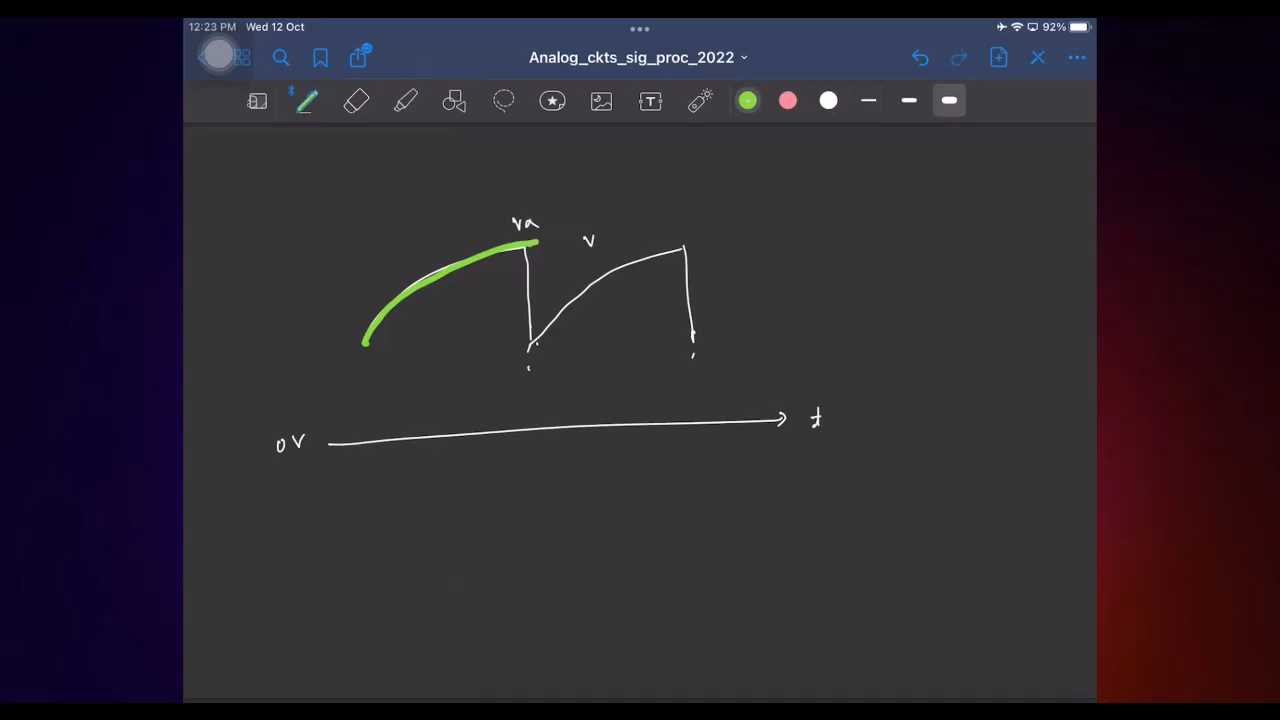 12:23 PM Wed 12 Oct
92%
Analog_ckts_sig_proc_2022
T
va
v
0V
t